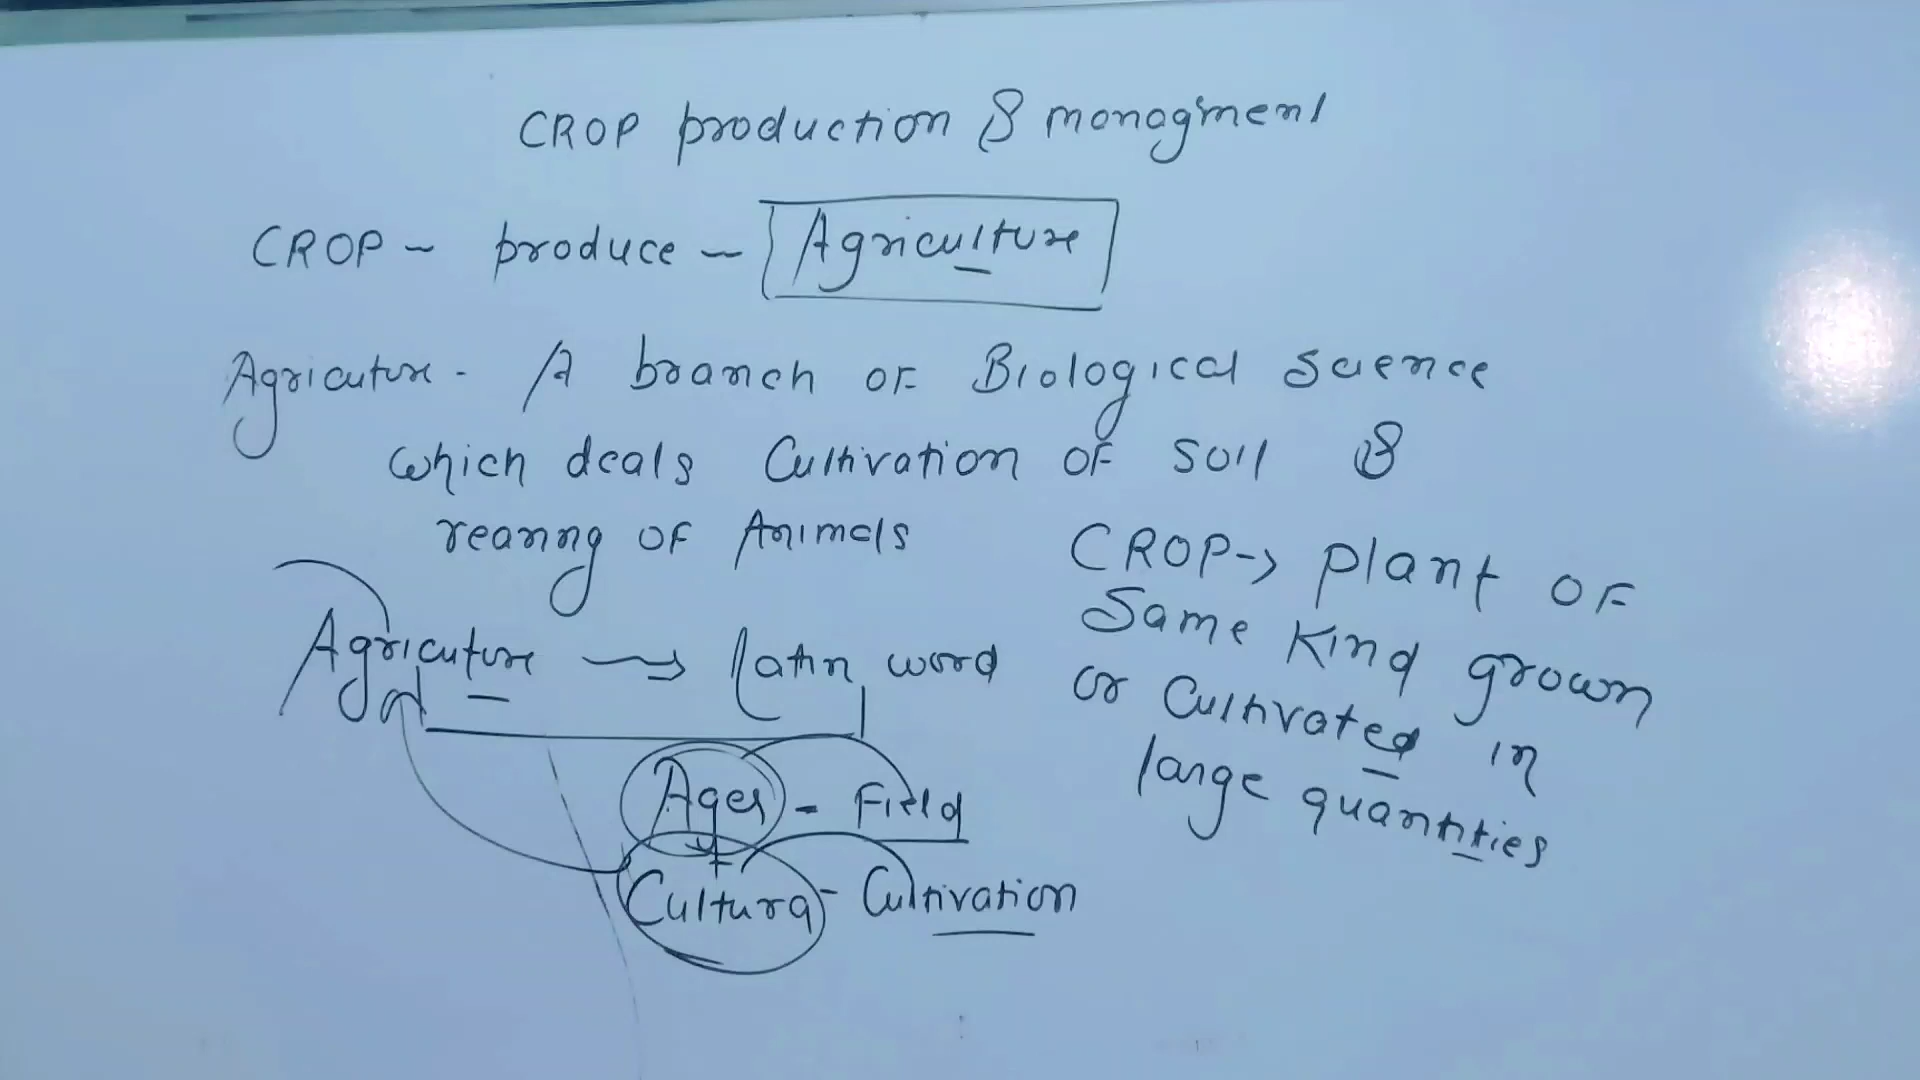 CROP production & managment
CROP - produce - Agriculture
Agricuture - A branch OF Biological Science
which deals Cultivation OF Soil &
rearing OF Animals
Agricuture → Latin word
Ager - Field
+
Cultura - Cultivation
CROP → plant OF
Same Kind grown
or Cultivated in
large quantities